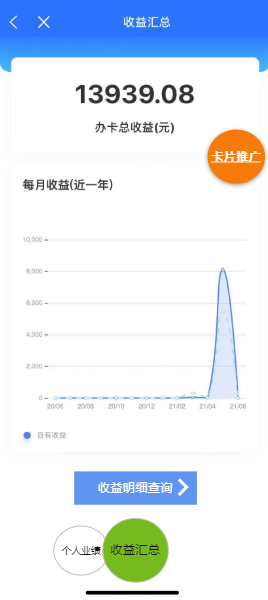 收益汇总
13939.08
办卡总收益(元)
卡片推广
每月收益(近一年)
10,000
8,000
6,000
4,000
2,000
0
20/06 20/08 20/10 20/12 21/02 21/04 21/06
自有收益
收益明细查询
个人业绩
收益汇总